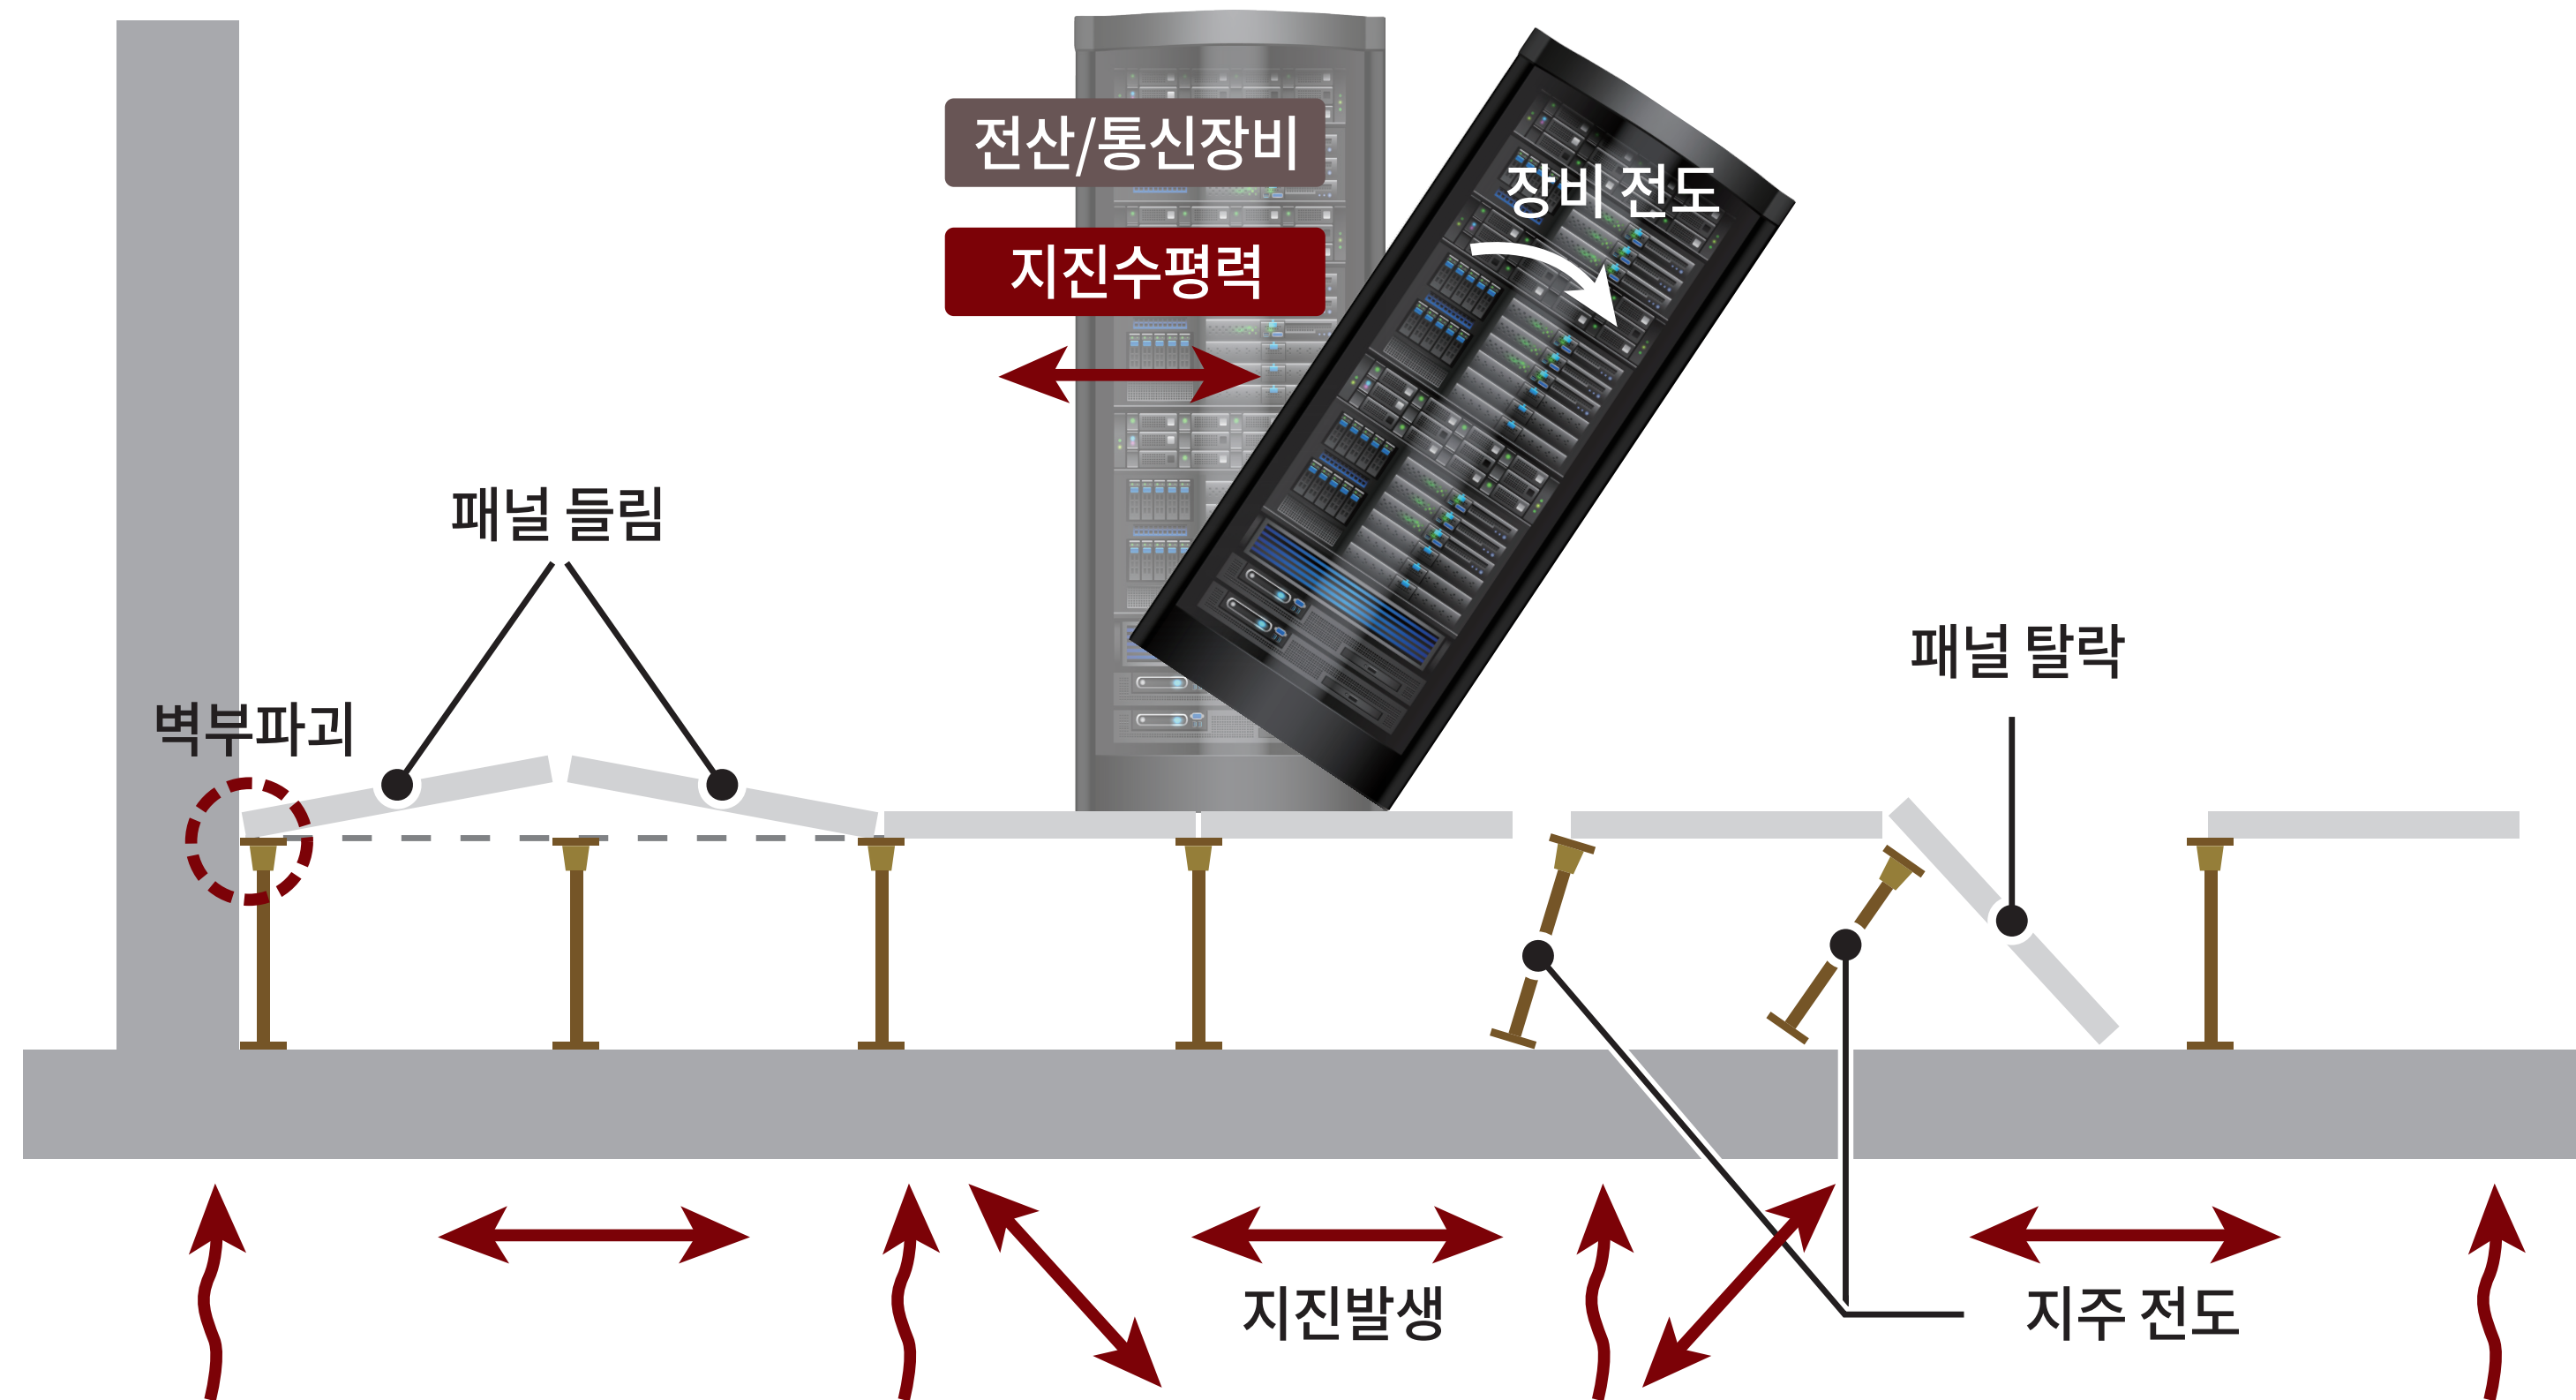 전산/통신장비
장비 전도
지진수평력
패널 들림
패널 탈락
벽부파괴
지진발생
지주 전도